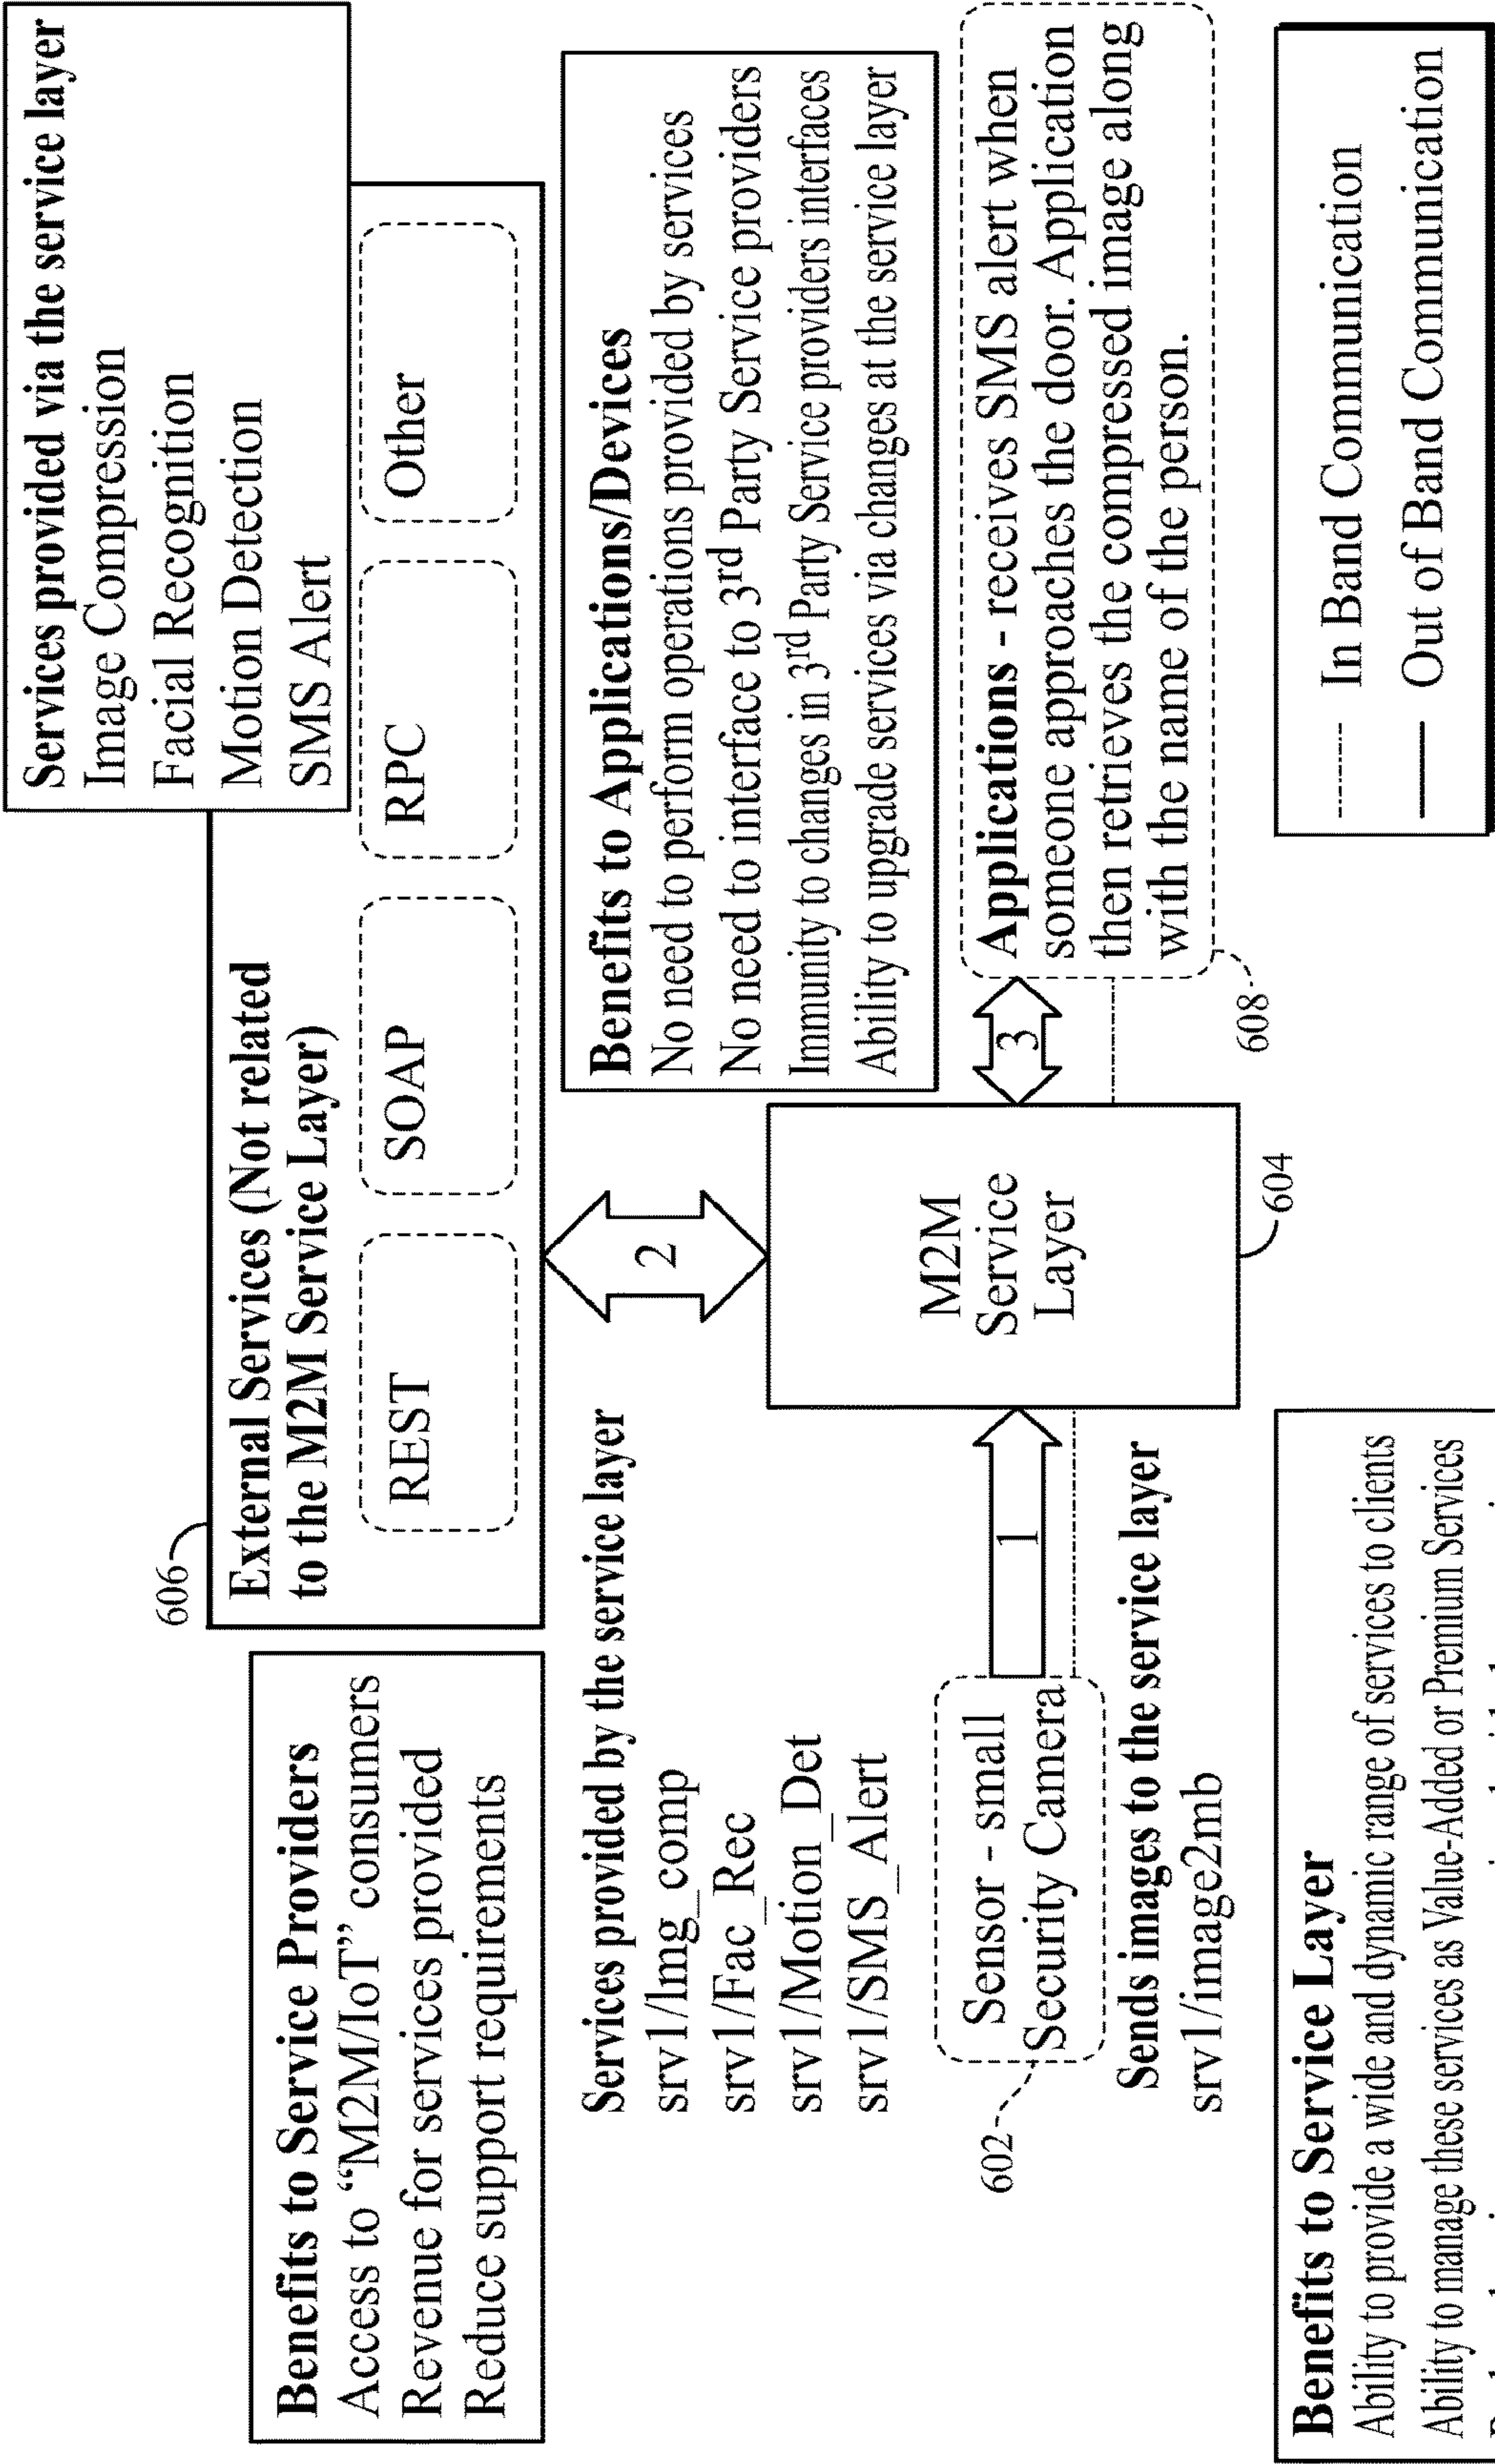 Services provided via the service layer
Image Compression
Facial Recognition
Motion Detection
SMS Alert
606
External Services (Not related
to the M2M Service Layer)
REST
SOAP
RPC
Other
Benefits to Service Providers
Access to “M2M/IoT” consumers
Revenue for services provided
Reduce support requirements
Services provided by the service layer
srv1/Img_comp
srv1/Fac_Rec
srv1/Motion_Det
srv1/SMS_Alert
2
Benefits to Applications/Devices
No need to perform operations provided by services
No need to interface to 3rd Party Service providers
Immunity to changes in 3rd Party Service providers interfaces
Ability to upgrade services via changes at the service layer
602
Sensor - small
Security Camera
1
M2M
Service
Layer
604
3
Applications - receives SMS alert when
someone approaches the door. Application
then retrieves the compressed image along
with the name of the person.
608
Sends images to the service layer
srv1/image2mb
Benefits to Service Layer
Ability to provide a wide and dynamic range of services to clients
Ability to manage these services as Value-Added or Premium Services
In Band Communication
Out of Band Communication